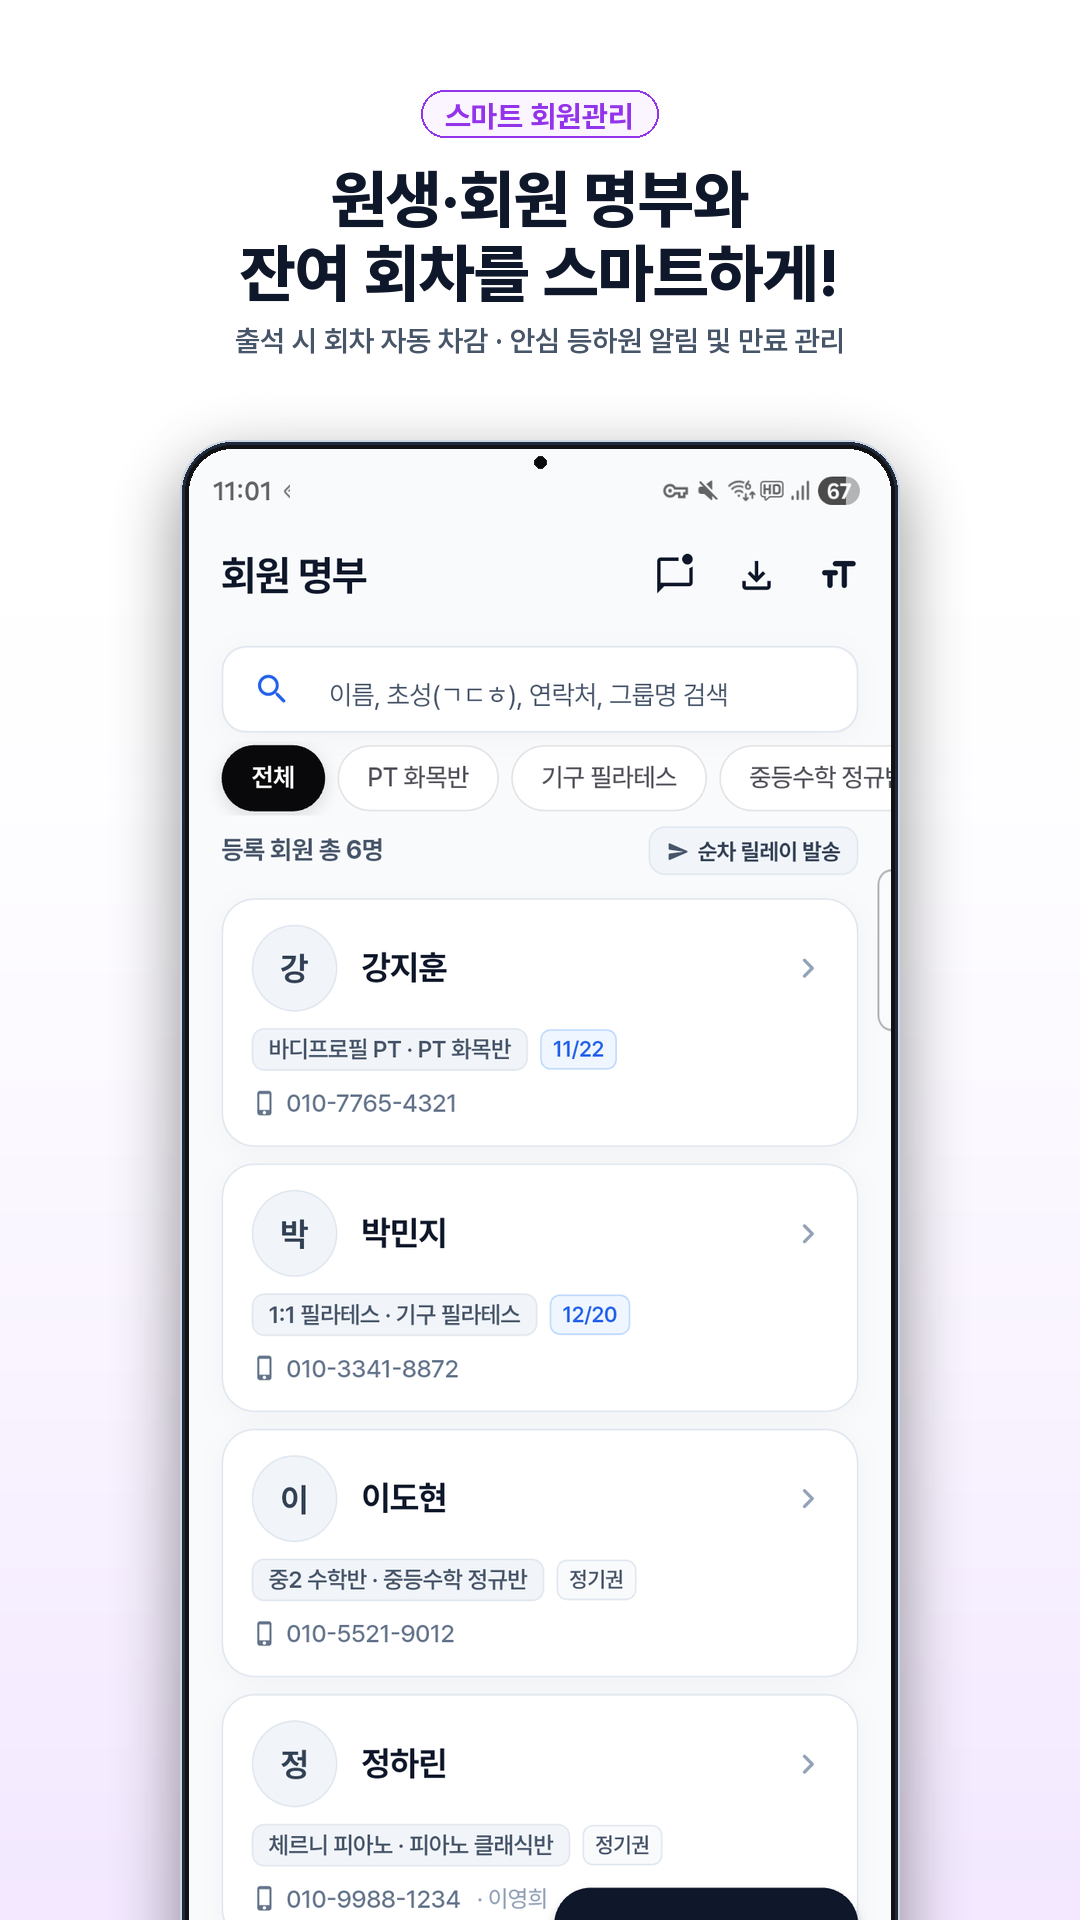 스마트 회원관리
원생·회원 명부와
잔여 회차를 스마트하게!
출석 시 회차 자동 차감 · 안심 등하원 알림 및 만료 관리
11:01
HD
67
회원 명부
이름, 초성(ㄱㄷㅎ), 연락처, 그룹명 검색
전체
PT 화목반
기구 필라테스
중등수학 정규반
등록 회원 총 6명
순차 릴레이 발송
강
강지훈
바디프로필 PT · PT 화목반
11/22
010-7765-4321
박
박민지
1:1 필라테스 · 기구 필라테스
12/20
010-3341-8872
이
이도현
중2 수학반 · 중등수학 정규반
정기권
010-5521-9012
정
정하린
체르니 피아노 · 피아노 클래식반
정기권
010-9988-1234 · 이영희